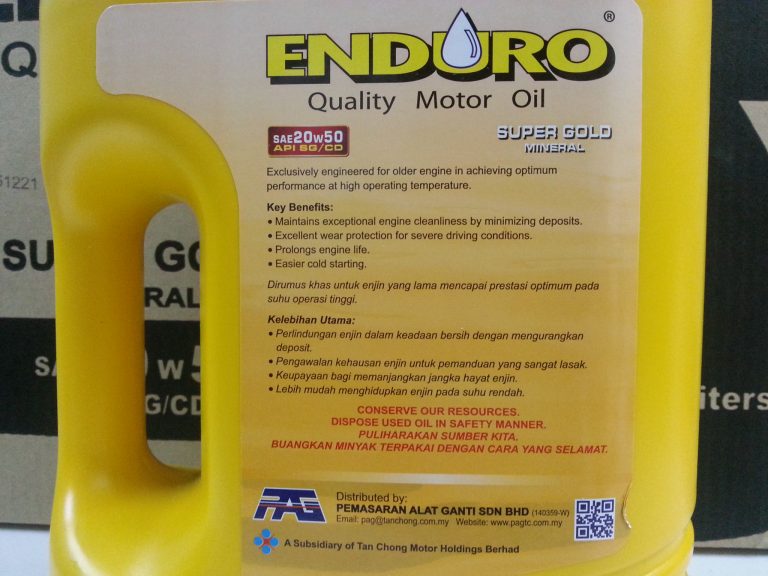 ENDURO ®
Quality Motor Oil
SAE20W50
API SG/CD
SUPER GOLD
MINERAL
Exclusively engineered for older engine in achieving optimum
performance at high operating temperature.
Key Benefits:
• Maintains exceptional engine cleanliness by minimizing deposits.
• Excellent wear protection for severe driving conditions.
• Prolongs engine life.
• Easier cold starting.
Dirumus khas untuk enjin yang lama mencapai prestasi optimum pada
suhu operasi tinggi.
Kelebihan Utama:
• Perlindungan enjin dalam keadaan bersih dengan mengurangkan
deposit.
• Pengawalan kehausan enjin untuk pemanduan yang sangat lasak.
• Keupayaan bagi memanjangkan jangka hayat enjin.
• Lebih mudah menghidupkan enjin pada suhu rendah.
CONSERVE OUR RESOURCES.
DISPOSE USED OIL IN SAFETY MANNER.
PULIHARAKAN SUMBER KITA.
BUANGKAN MINYAK TERPAKAI DENGAN CARA YANG SELAMAT.
PAG
Distributed by:
PEMASARAN ALAT GANTI SDN BHD (140359-W)
Email: pag@tanchong.com.my Website: www.pagtc.com.my
A Subsidiary of Tan Chong Motor Holdings Berhad
51221
SU GO
RAL
SA W 5
G/CD
iters